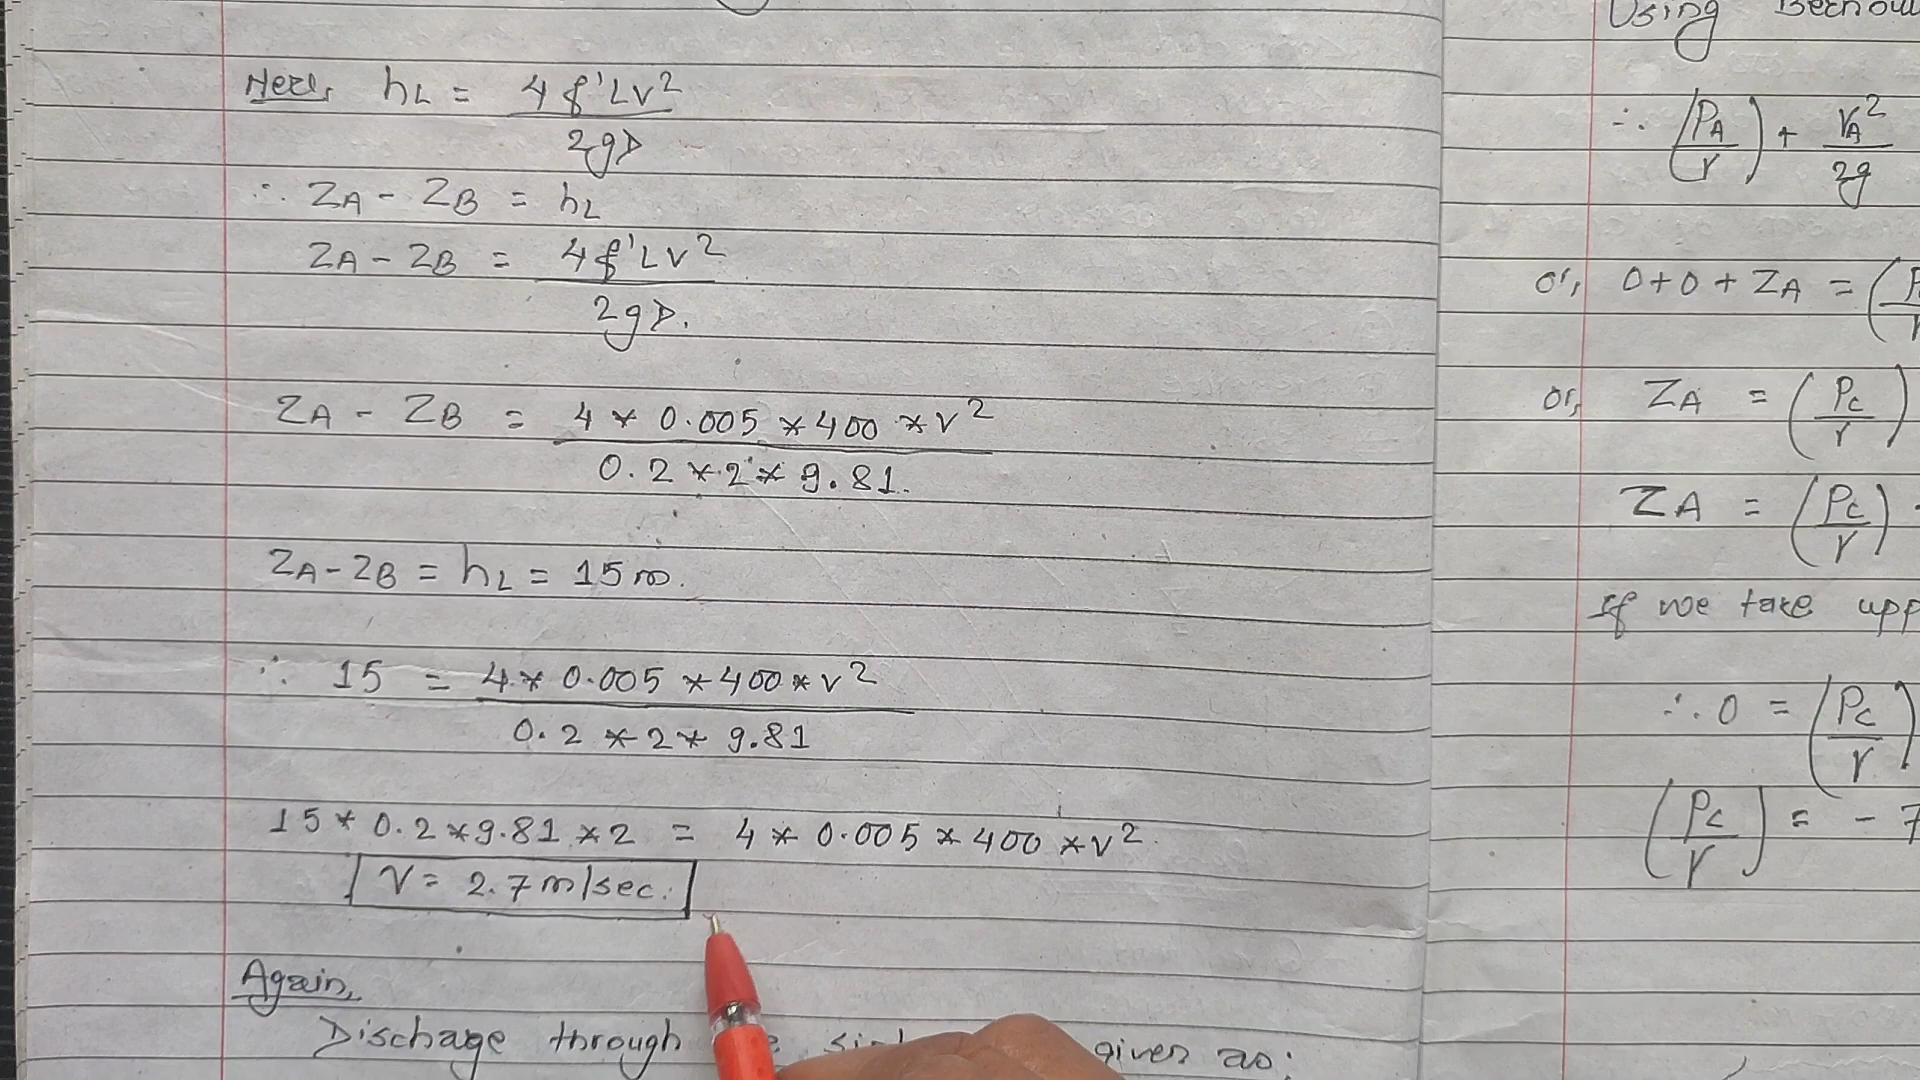 Here, hL = 4f'Lv²
2gD
∴ ZA - ZB = hL
ZA - ZB = 4f'Lv²
2gD.
ZA - ZB = 4 * 0.005 * 400 * v²
0.2 * 2 * 9.81.
ZA - ZB = hL = 15m.
∴ 15 = 4 * 0.005 * 400 * v²
0.2 * 2 * 9.81
15 * 0.2 * 9.81 * 2 = 4 * 0.005 * 400 * v².
V = 2.7 m/sec.
Again,
Dischage through given as:
Using
∴ (PA/r) + VA²/2g
or, 0 + 0 + ZA = (
or, ZA = (Pc/r)
ZA = (Pc/r)
If we take
∴ 0 = (Pc/r)
(Pc/r) = - 7